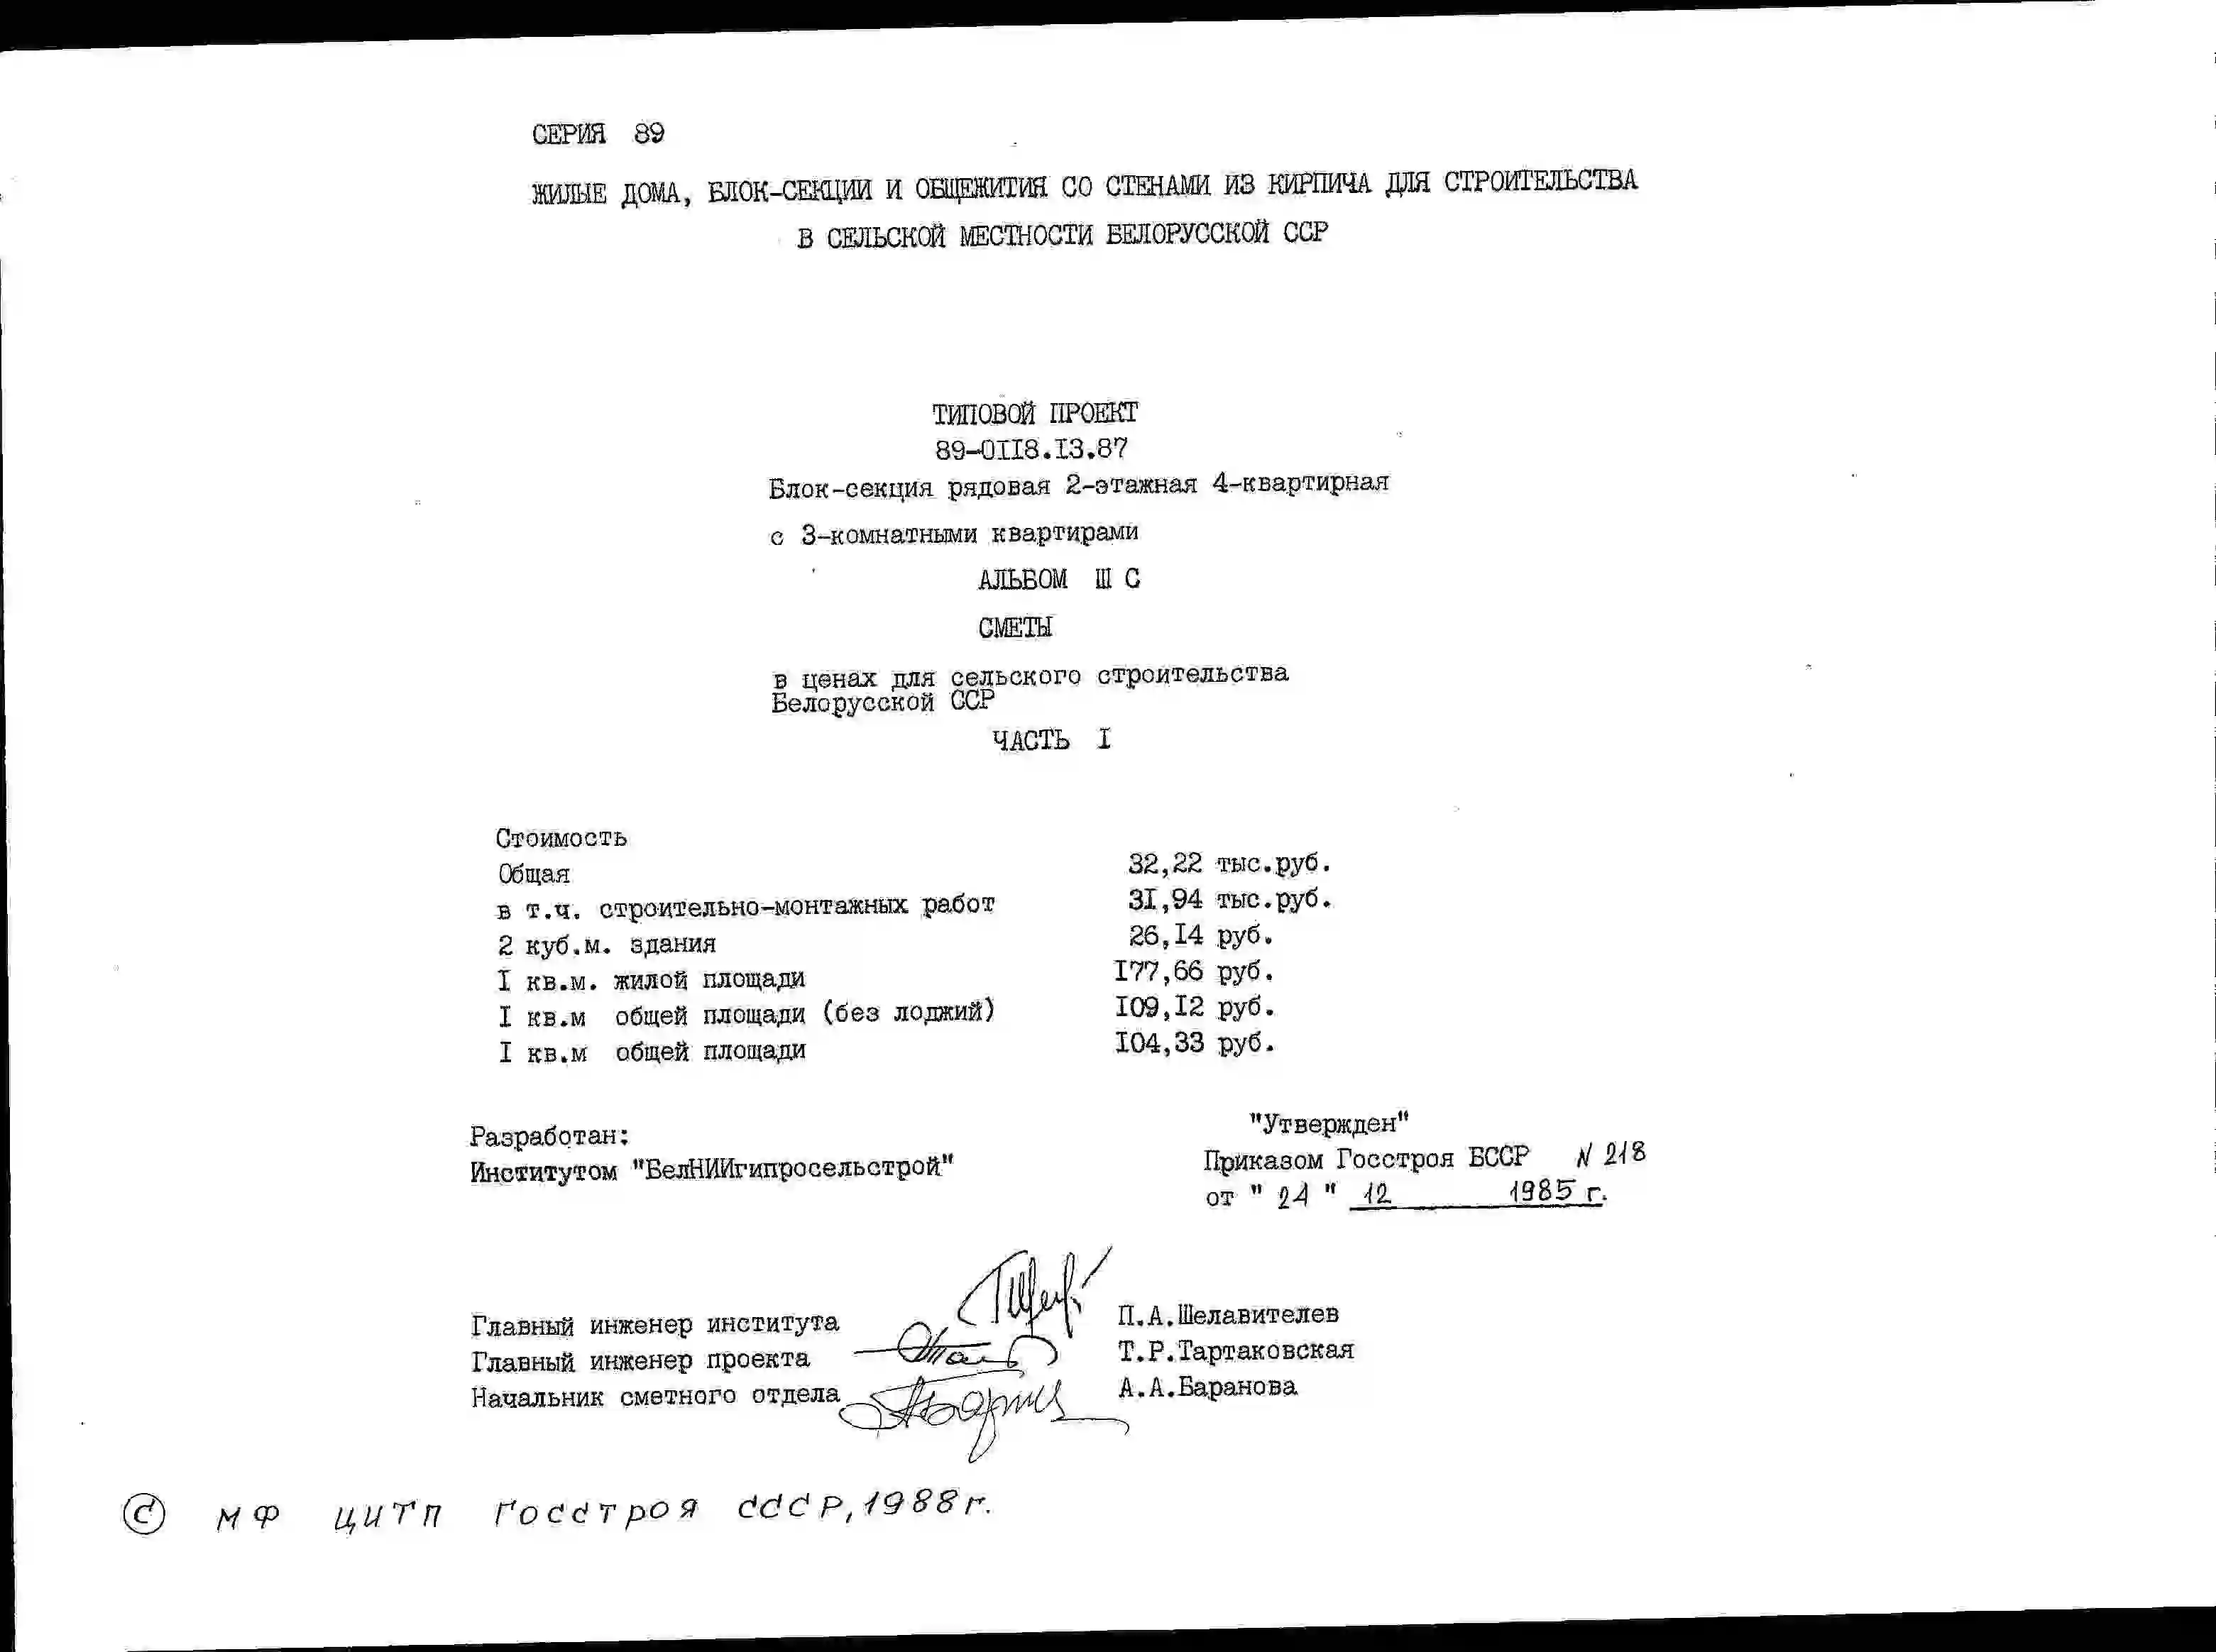 СЕРИЯ 89
ЖИЛЫЕ ДОМА, БЛОК-СЕКЦИИ И ОБЩЕЖИТИЯ СО СТЕНАМИ ИЗ КИРПИЧА ДЛЯ СТРОИТЕЛЬСТВА
В СЕЛЬСКОЙ МЕСТНОСТИ БЕЛОРУССКОЙ ССР
ТИПОВОЙ ПРОЕКТ
89-0II8.I3.87
Блок-секция рядовая 2-этажная 4-квартирная
с 3-комнатными квартирами
АЛЬБОМ Ш С
СМЕТЫ
в ценах для сельского строительства
Белорусской ССР
ЧАСТЬ I
Стоимость
Общая 32,22 тыс.руб.
в т.ч. строительно-монтажных работ 3I,94 тыс.руб.
2 куб.м. здания 26,I4 руб.
I кв.м. жилой площади I77,66 руб.
I кв.м общей площади (без лоджий) I09,I2 руб.
I кв.м общей площади I04,33 руб.
Разработан:
Институтом "БелНИИгипросельстрой"
"Утвержден"
Приказом Госстроя БССР N 218
от " 24 " 12 1985 г.
Главный инженер института П.А.Шелавителев
Главный инженер проекта Т.Р.Тартаковская
Начальник сметного отдела А.А.Баранова
© МФ ЦИТП Госстроя СССР, 1988 г.